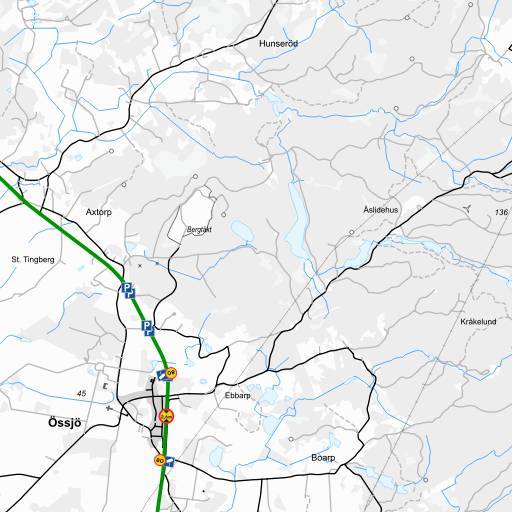 Hunseröd
Åslidehus
136
Axtorp
Bergtäkt
St. Tingberg
P
P
P
Kråkelund
E
45
Ebbarp
Össjö
Boarp